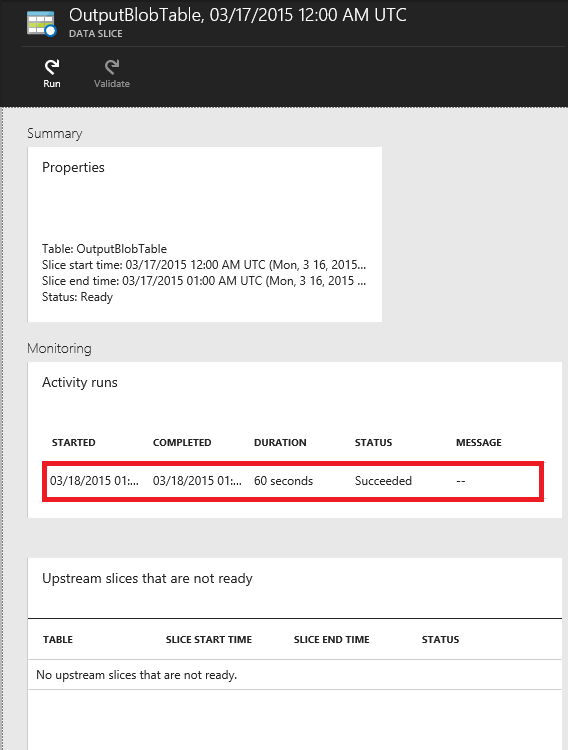 OutputBlobTable, 03/17/2015 12:00 AM UTC
DATA SLICE
Run Validate
Summary
Properties
Table: OutputBlobTable
Slice start time: 03/17/2015 12:00 AM UTC (Mon, 3 16, 2015...
Slice end time: 03/17/2015 01:00 AM UTC (Mon, 3 16, 2015 ...
Status: Ready
Monitoring
Activity runs
STARTED COMPLETED DURATION STATUS MESSAGE
03/18/2015 01:... 03/18/2015 01:... 60 seconds Succeeded --
Upstream slices that are not ready
TABLE SLICE START TIME SLICE END TIME STATUS
No upstream slices that are not ready.